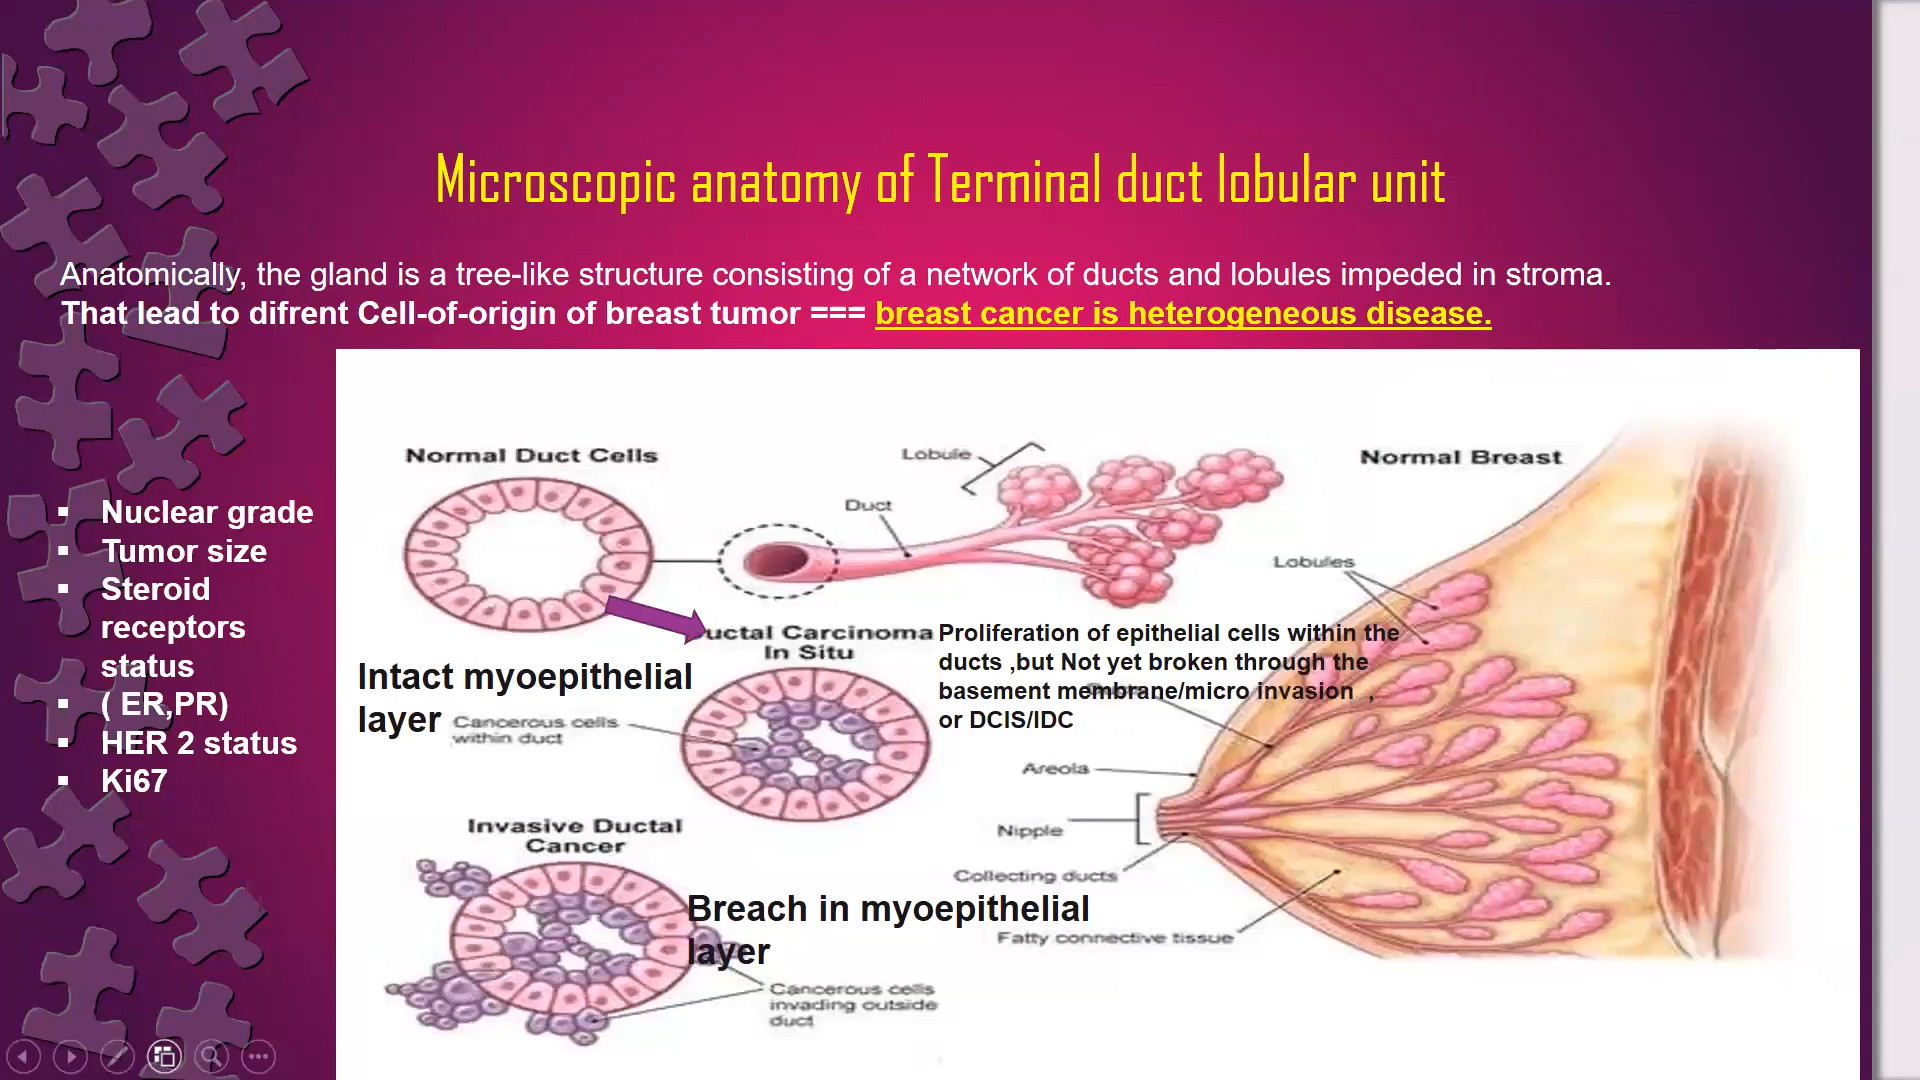 Microscopic anatomy of Terminal duct lobular unit
Anatomically, the gland is a tree-like structure consisting of a network of ducts and lobules impeded in stroma.
That lead to difrent Cell-of-origin of breast tumor === breast cancer is heterogeneous disease.
▪ Nuclear grade
▪ Tumor size
▪ Steroid
receptors
status
▪ ( ER,PR)
▪ HER 2 status
▪ Ki67
Normal Duct Cells
Lobule
Duct
Normal Breast
Lobules
uctal Carcinoma
In Situ
Proliferation of epithelial cells within the
ducts ,but Not yet broken through the
basement membrane/micro invasion ,
or DCIS/IDC
Intact myoepithelial
layer
Cancerous cells
within duct
Areola
Nipple
Collecting ducts
Fatty connective tissue
Invasive Ductal
Cancer
Breach in myoepithelial
layer
Cancerous cells
invading outside
duct